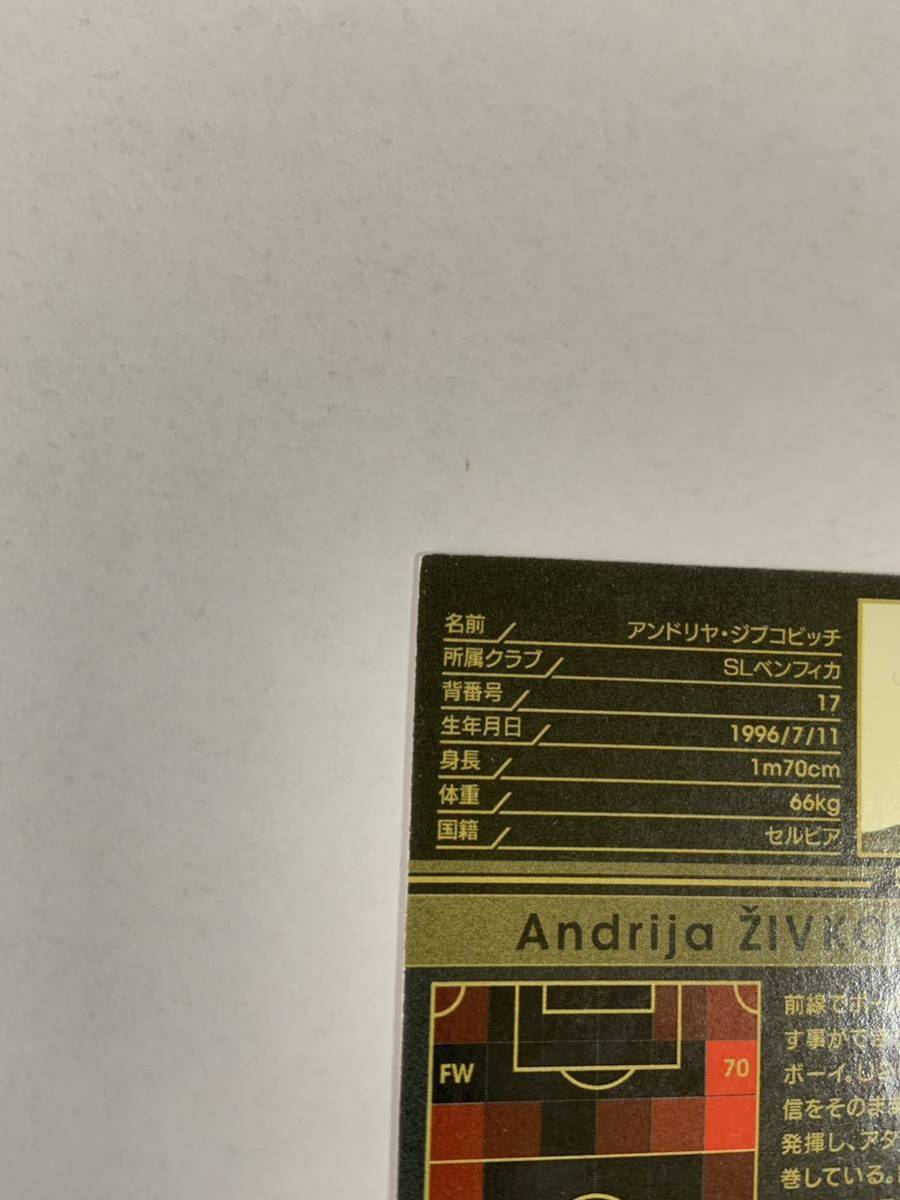 名前 アンドリヤ・ジブコビッチ
所属クラブ SLベンフィカ
背番号 17
生年月日 1996/7/11
身長 1m70cm
体重 66kg
国籍 セルビア
Andrija ŽIVKO
FW 70
前線でボー
す事ができ
ボーイ。U
信をそのまま
発揮し、アタ
巻している。